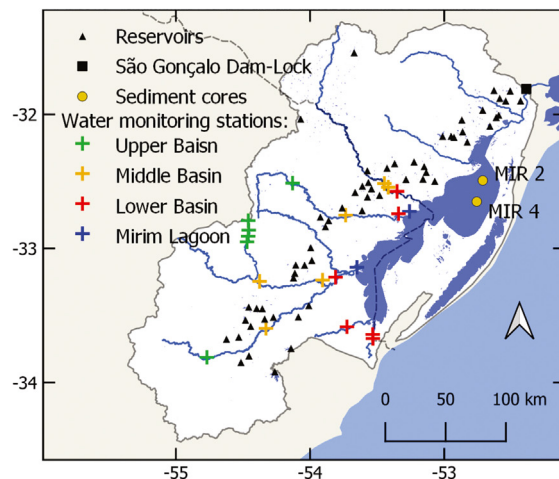 Reservoirs
São Gonçalo Dam-Lock
Sediment cores
Water monitoring stations:
Upper Baisn
Middle Basin
Lower Basin
Mirim Lagoon
MIR 2
MIR 4
-32
-33
-34
0 50 100 km
-55 -54 -53